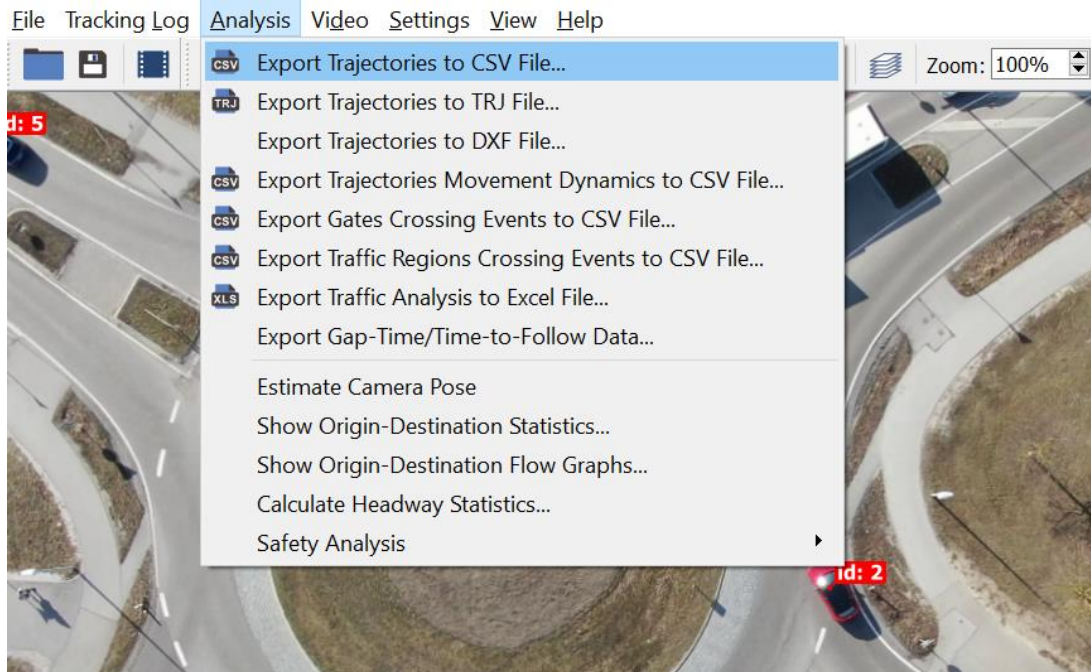 File Tracking Log Analysis Video Settings View Help
Zoom: 100%
d: 5
CSV Export Trajectories to CSV File...
TRJ Export Trajectories to TRJ File...
Export Trajectories to DXF File...
CSV Export Trajectories Movement Dynamics to CSV File...
CSV Export Gates Crossing Events to CSV File...
CSV Export Traffic Regions Crossing Events to CSV File...
XLS Export Traffic Analysis to Excel File...
Export Gap-Time/Time-to-Follow Data...
Estimate Camera Pose
Show Origin-Destination Statistics...
Show Origin-Destination Flow Graphs...
Calculate Headway Statistics...
Safety Analysis
id: 2